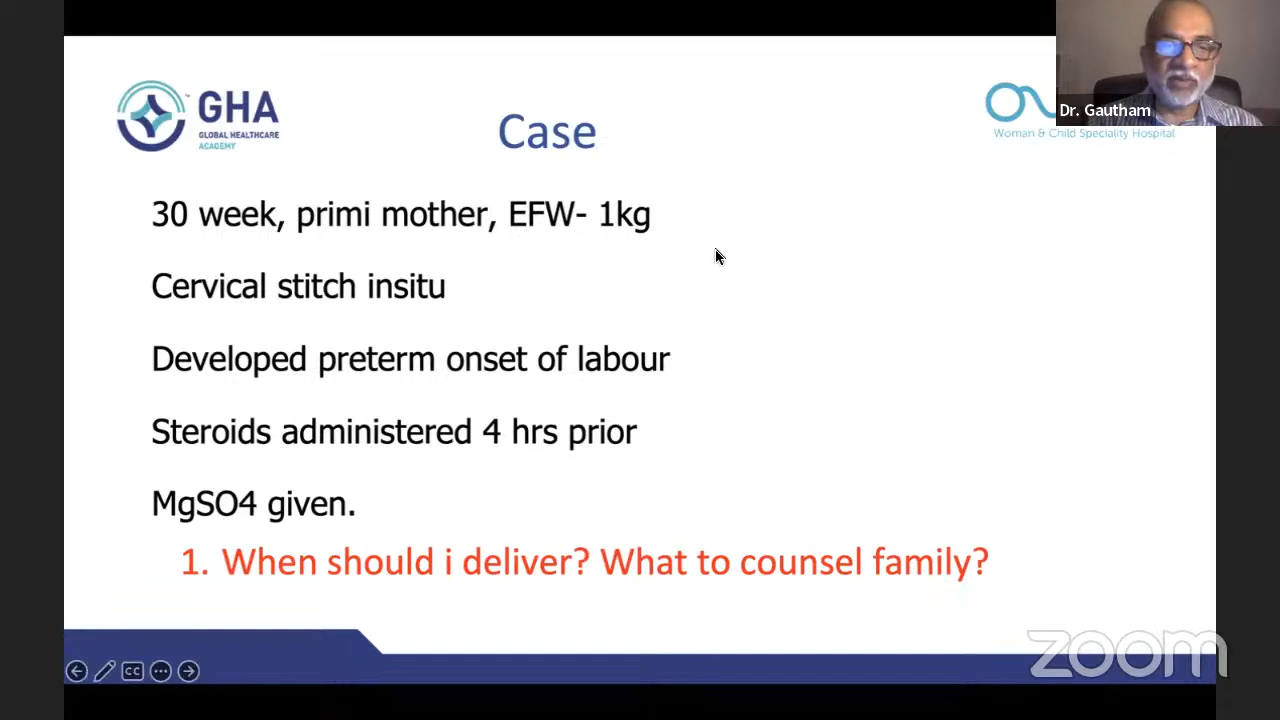 GHA
GLOBAL HEALTHCARE
ACADEMY
Case
Woman & Child Speciality Hospital
Dr. Gautham
30 week, primi mother, EFW- 1kg
Cervical stitch insitu
Developed preterm onset of labour
Steroids administered 4 hrs prior
MgSO4 given.
1. When should i deliver? What to counsel family?
CC
zoom